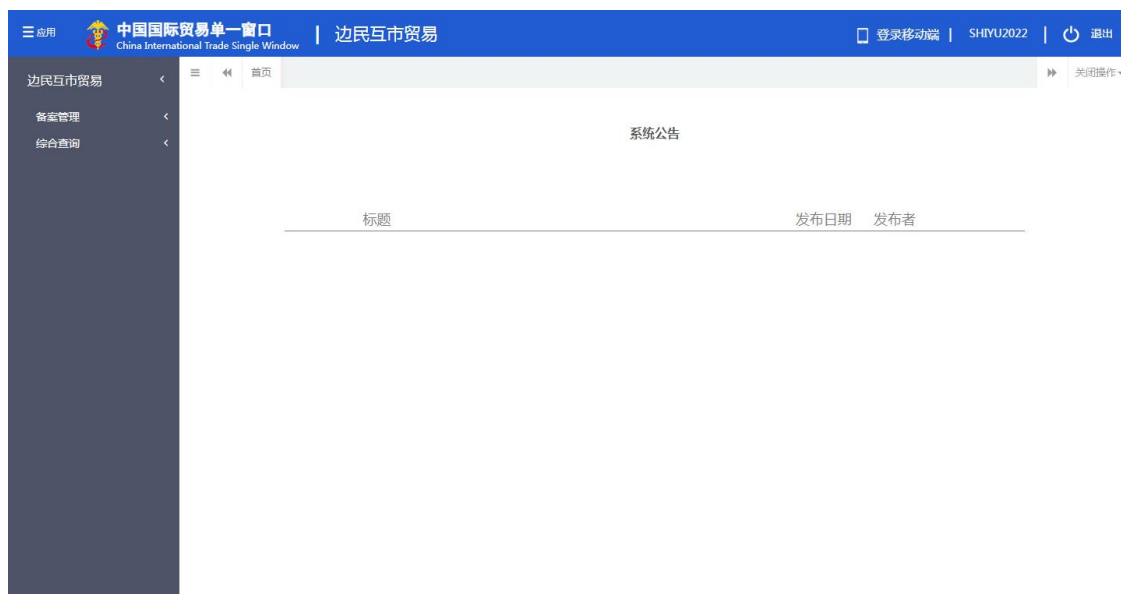 应用 中国国际贸易单一窗口 | 边民互市贸易 登录移动端 | SHIYU2022 | 退出
China International Trade Single Window
边民互市贸易
首页 关闭操作
备案管理
综合查询
系统公告
标题 发布日期 发布者